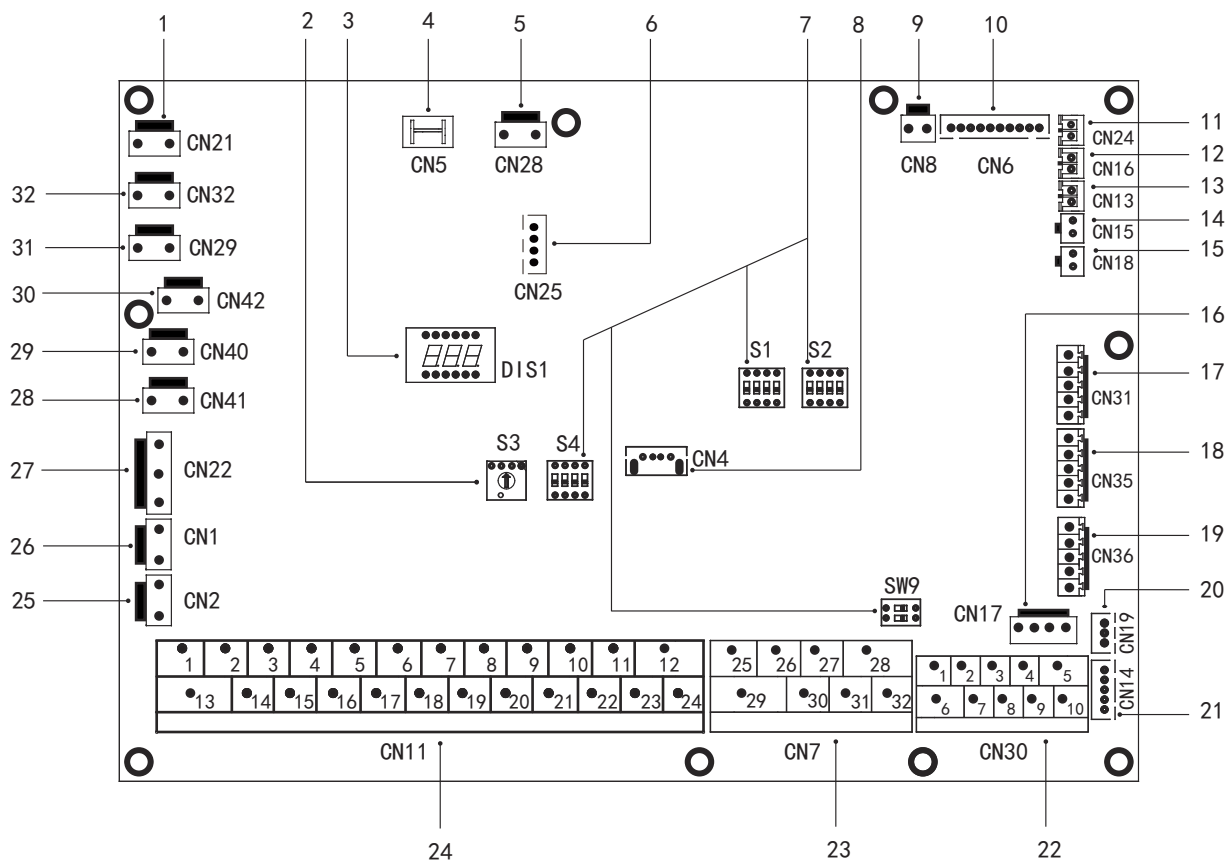 1 2 3 4 5 6 7 8 9 10
CN21 CN5 CN28 CN8 CN6 CN24 11
CN16 12
32 CN32 CN13 13
31 CN29 CN15 14
CN25 CN18 15
30 CN42
16
29 CN40
3 DIS1 S1 S2
28 CN41 CN31 17
S3 S4 CN4
27 CN22 CN35 18
26 CN1 CN36 19
25 CN2 SW9 20
CN17 CN19
1 2 3 4 5 6 7 8 9 10 11 12 25 26 27 28 1 2 3 4 5
13 14 15 16 17 18 19 20 21 22 23 24 29 30 31 32 6 7 8 9 10 CN14 21
CN11 CN7 CN30
24 23 22